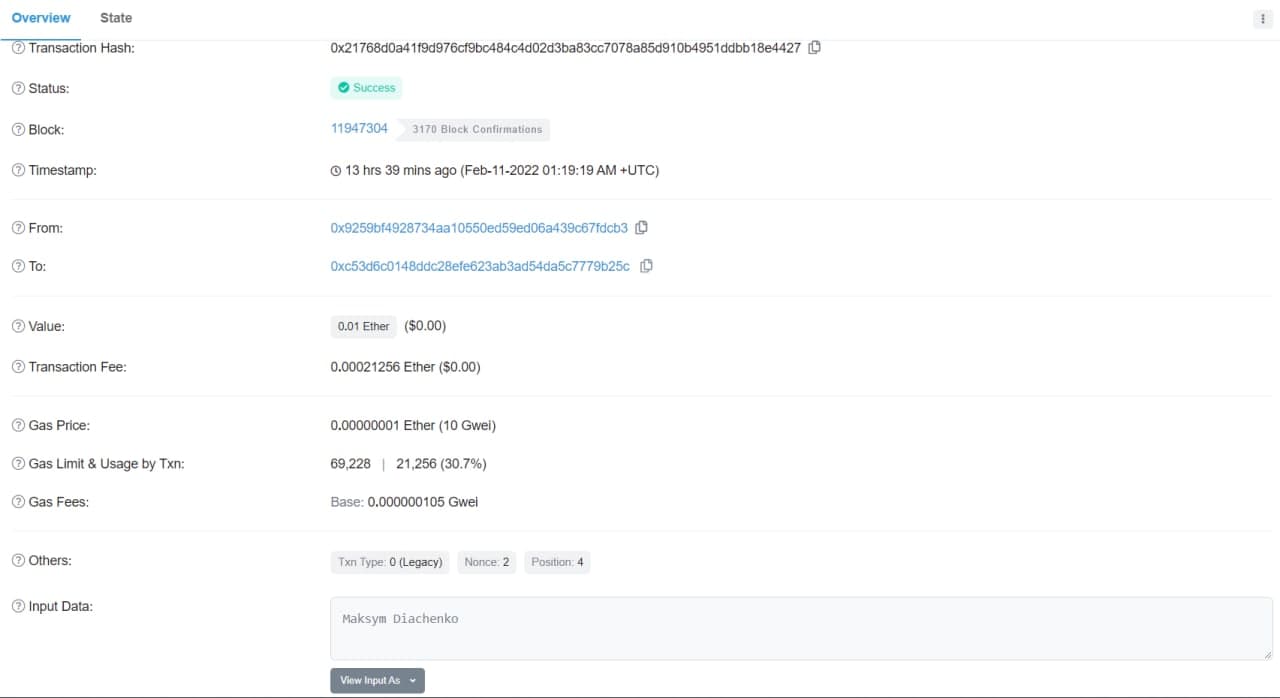 Overview State
Transaction Hash: 0x21768d0a41f9d976cf9bc484c4d02d3ba83cc7078a85d910b4951ddbb18e4427
Status: Success
Block: 11947304 3170 Block Confirmations
Timestamp: 13 hrs 39 mins ago (Feb-11-2022 01:19:19 AM +UTC)
From: 0x9259bf4928734aa10550ed59ed06a439c67fdcb3
To: 0xc53d6c0148ddc28efe623ab3ad54da5c7779b25c
Value: 0.01 Ether ($0.00)
Transaction Fee: 0.00021256 Ether ($0.00)
Gas Price: 0.00000001 Ether (10 Gwei)
Gas Limit & Usage by Txn: 69,228 | 21,256 (30.7%)
Gas Fees: Base: 0.000000105 Gwei
Others: Txn Type: 0 (Legacy) Nonce: 2 Position: 4
Input Data: Maksym Diachenko
View Input As